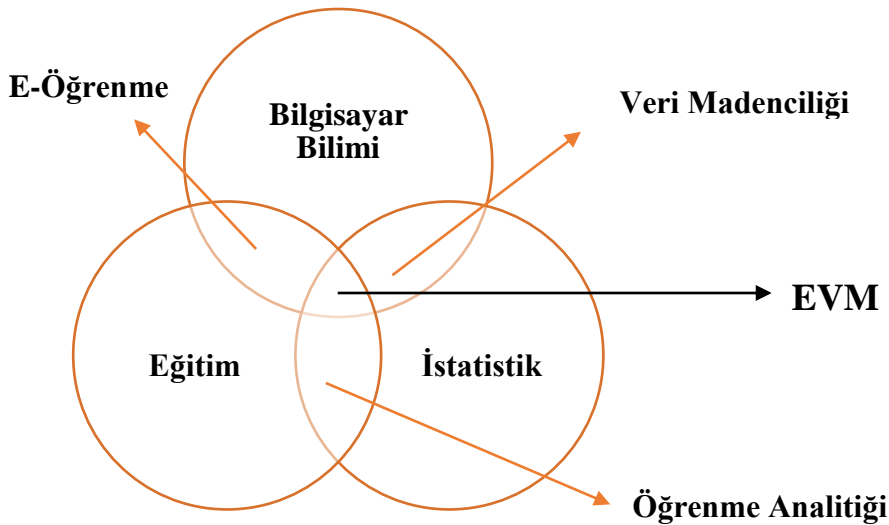 E-Öğrenme
Veri Madenciliği
Bilgisayar
Bilimi
EVM
Eğitim
İstatistik
Öğrenme Analitiği